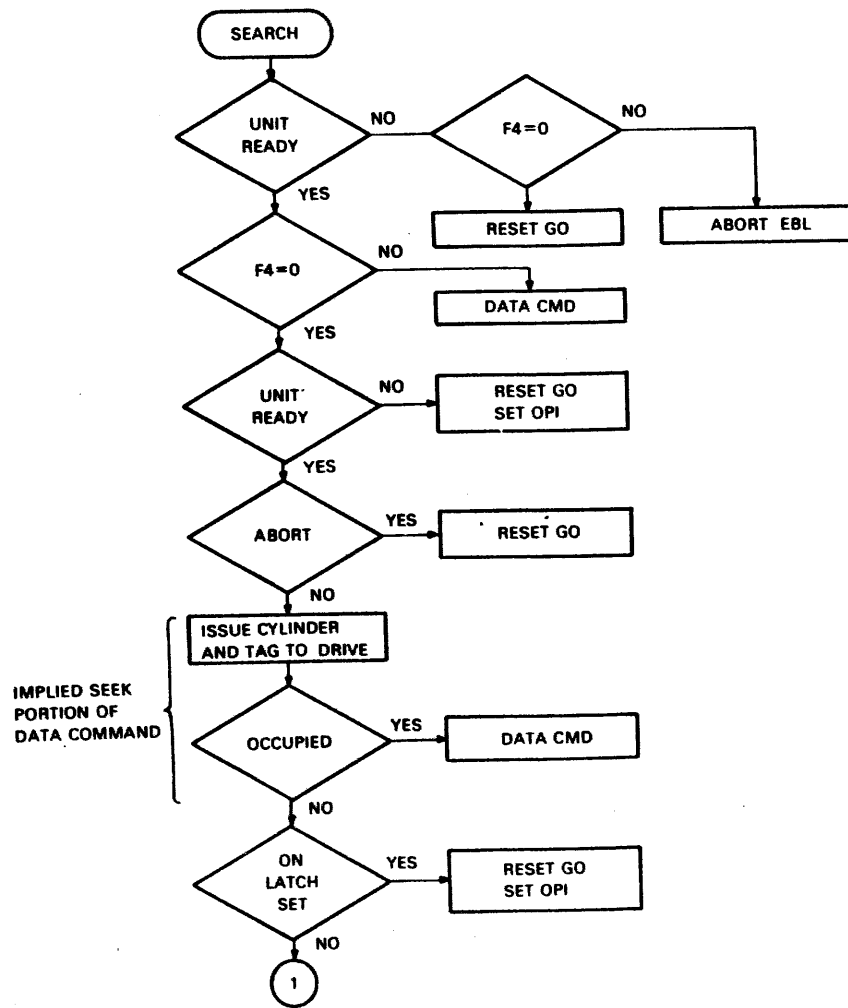 SEARCH
UNIT
READY
NO
F4=0
NO
YES
RESET GO
ABORT EBL
F4=0
NO
DATA CMD
YES
UNIT
READY
NO
RESET GO
SET OPI
YES
ABORT
YES
RESET GO
NO
ISSUE CYLINDER
AND TAG TO DRIVE
IMPLIED SEEK
PORTION OF
DATA COMMAND
OCCUPIED
YES
DATA CMD
NO
ON
LATCH
SET
YES
RESET GO
SET OPI
NO
1